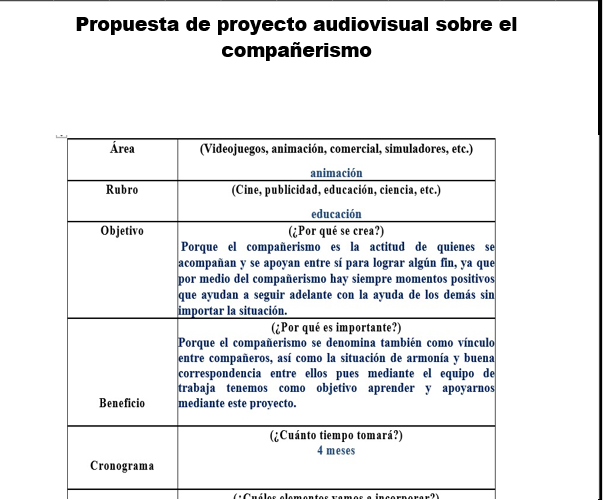 Propuesta de proyecto audiovisual sobre el
compañerismo
Área
(Videojuegos, animación, comercial, simuladores, etc.)
animación
Rubro
(Cine, publicidad, educación, ciencia, etc.)
educación
Objetivo
(¿Por qué se crea?)
Porque el compañerismo es la actitud de quienes se
acompañan y se apoyan entre sí para lograr algún fin, ya que
por medio del compañerismo hay siempre momentos positivos
que ayudan a seguir adelante con la ayuda de los demás sin
importar la situación.
Beneficio
(¿Por qué es importante?)
Porque el compañerismo se denomina también como vínculo
entre compañeros, así como la situación de armonía y buena
correspondencia entre ellos pues mediante el equipo de
trabaja tenemos como objetivo aprender y apoyarnos
mediante este proyecto.
Cronograma
(¿Cuánto tiempo tomará?)
4 meses
(¿Cuáles elementos vamos a incorporar?)